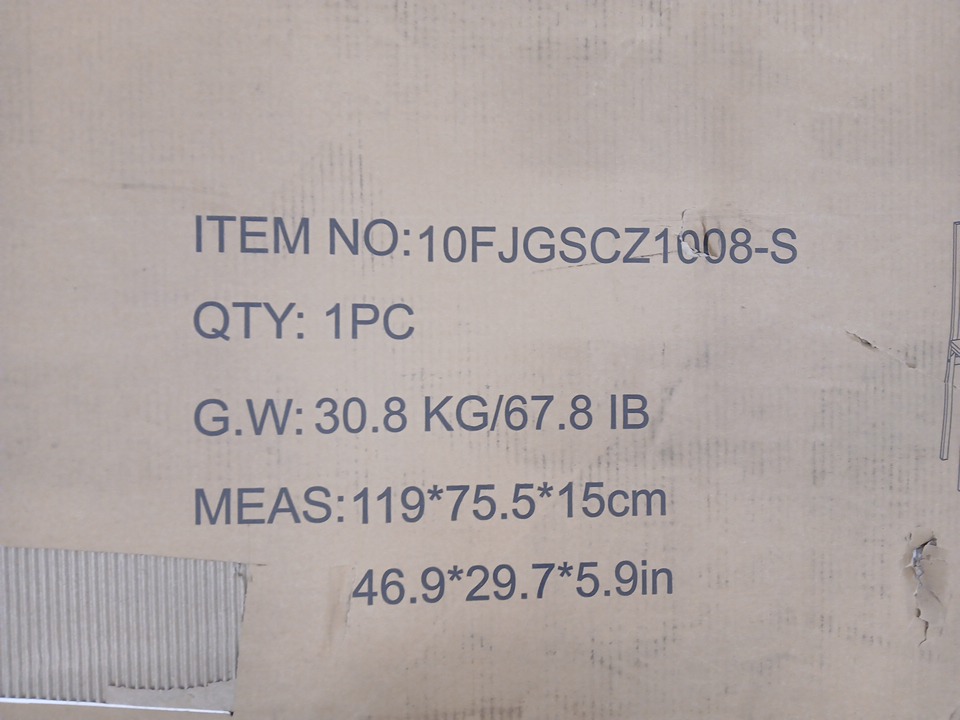 ITEM NO:10FJGSCZ1008-S
QTY: 1PC
G.W: 30.8 KG/67.8 IB
MEAS:119*75.5*15cm
46.9*29.7*5.9in